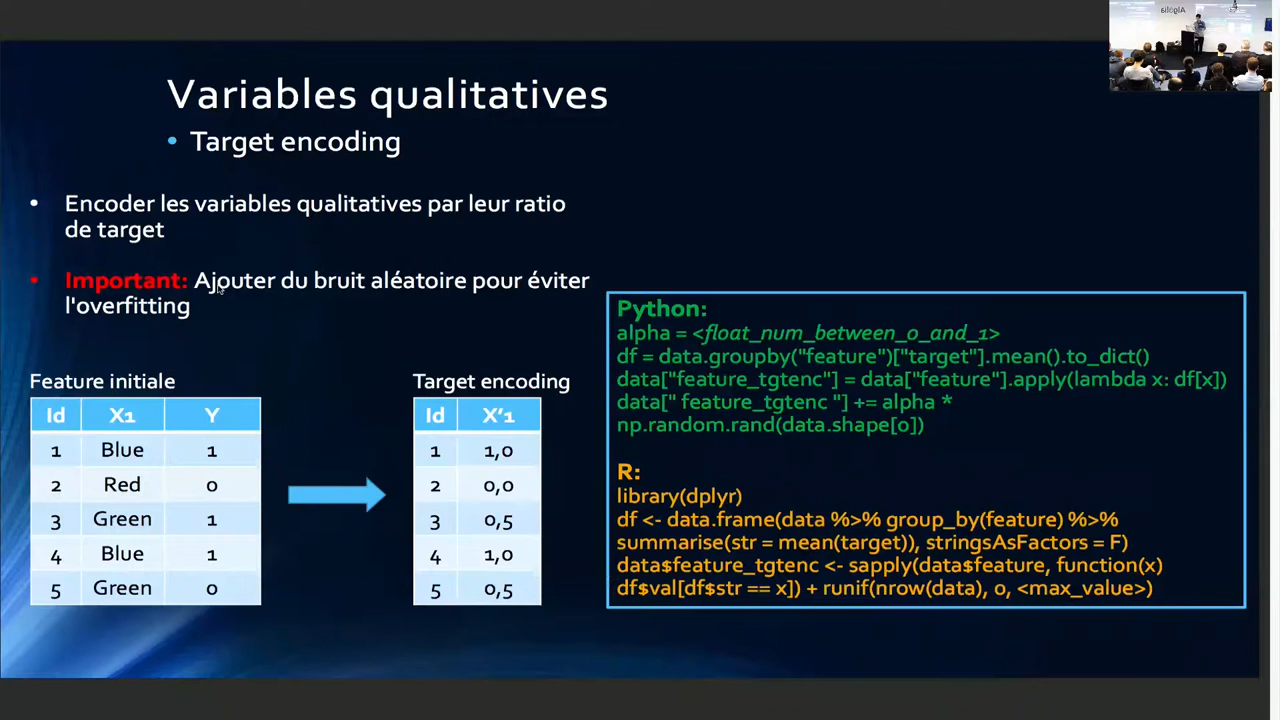 Algolia
Variables qualitatives
• Target encoding
• Encoder les variables qualitatives par leur ratio
de target
• Important: Ajouter du bruit aléatoire pour éviter
l'overfitting
Feature initiale
Id X1 Y
1 Blue 1
2 Red 0
3 Green 1
4 Blue 1
5 Green 0
Target encoding
Id X'1
1 1,0
2 0,0
3 0,5
4 1,0
5 0,5
Python:
alpha = <float_num_between_0_and_1>
df = data.groupby("feature")["target"].mean().to_dict()
data["feature_tgtenc"] = data["feature"].apply(lambda x: df[x])
data[" feature_tgtenc "] += alpha *
np.random.rand(data.shape[0])
R:
library(dplyr)
df <- data.frame(data %>% group_by(feature) %>%
summarise(str = mean(target)), stringsAsFactors = F)
data$feature_tgtenc <- sapply(data$feature, function(x)
df$val[df$str == x]) + runif(nrow(data), 0, <max_value>)